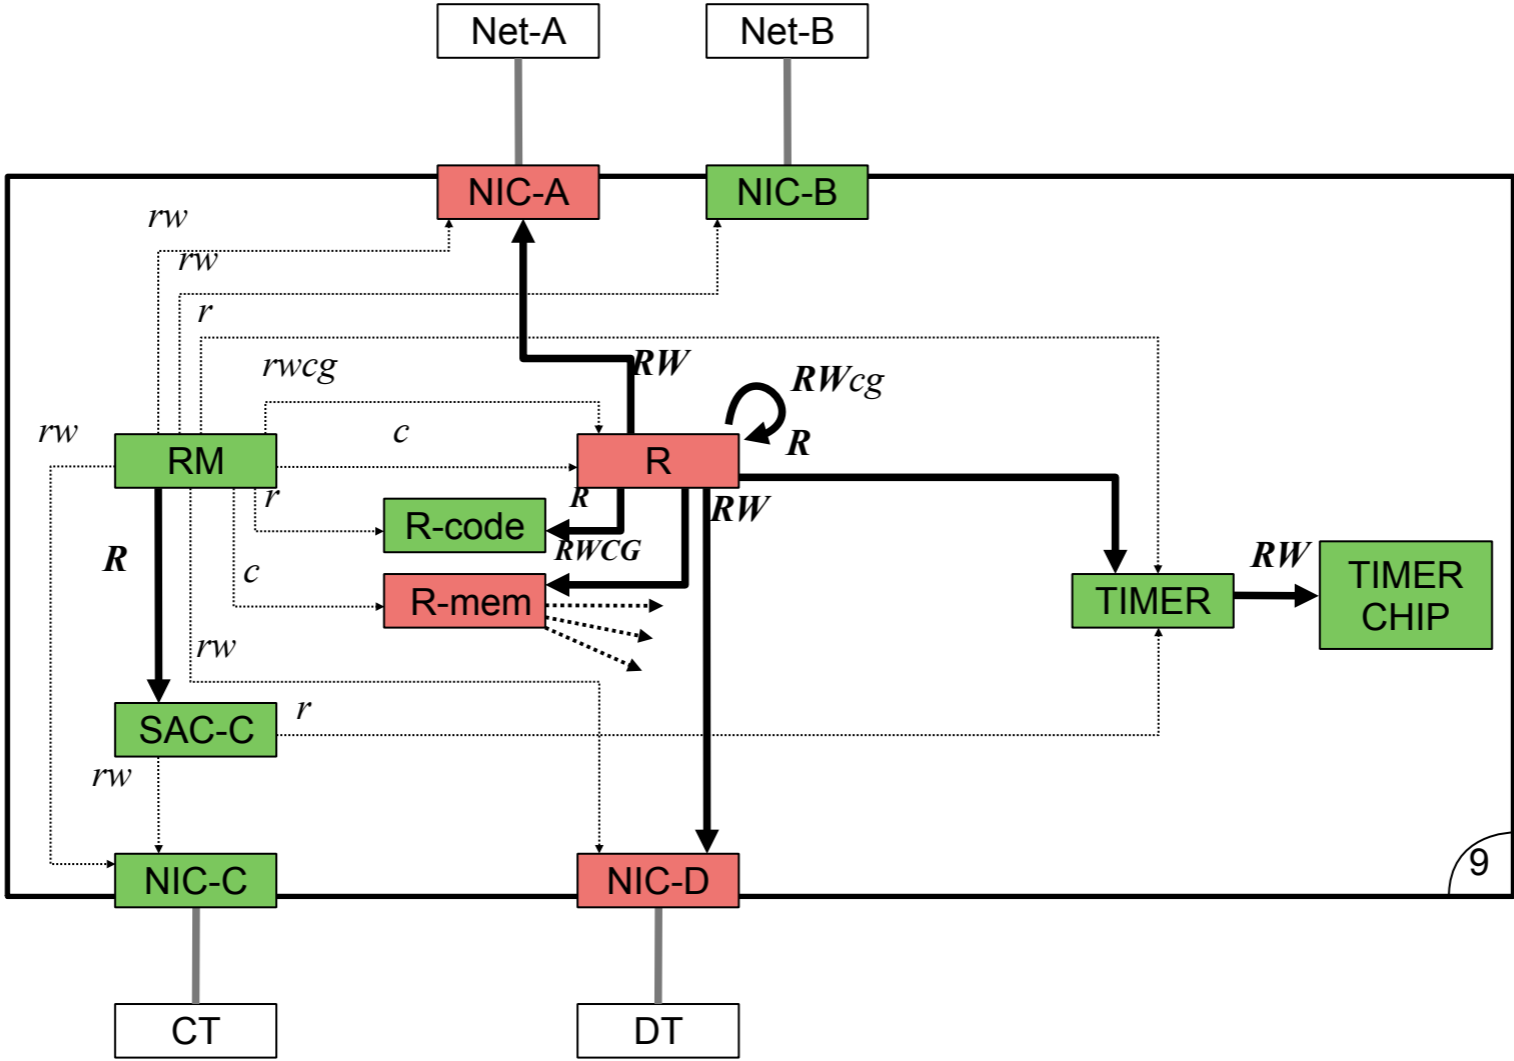 Net-A
Net-B
NIC-A
NIC-B
rw
rw
r
rwcg
RW
RWcg
rw
c
R
RM
R
r
R
RW
R-code
RWCG
R
c
RW
TIMER
CHIP
R-mem
TIMER
rw
r
SAC-C
rw
9
NIC-C
NIC-D
CT
DT